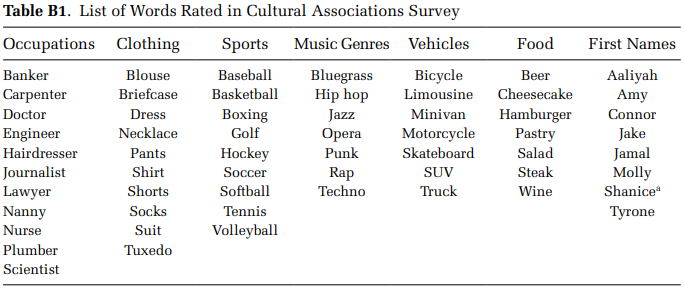 Table B1. List of Words Rated in Cultural Associations Survey
Occupations Clothing Sports Music Genres Vehicles Food First Names
Banker Blouse Baseball Bluegrass Bicycle Beer Aaliyah
Carpenter Briefcase Basketball Hip hop Limousine Cheesecake Amy
Doctor Dress Boxing Jazz Minivan Hamburger Connor
Engineer Necklace Golf Opera Motorcycle Pastry Jake
Hairdresser Pants Hockey Punk Skateboard Salad Jamal
Journalist Shirt Soccer Rap SUV Steak Molly
Lawyer Shorts Softball Techno Truck Wine Shaniceᵃ
Nanny Socks Tennis Tyrone
Nurse Suit Volleyball
Plumber Tuxedo
Scientist